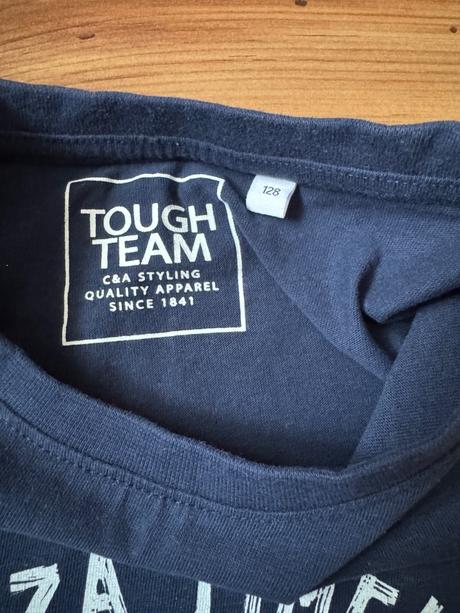 128
TOUGH
TEAM
C&A STYLING
QUALITY APPAREL
SINCE 1841